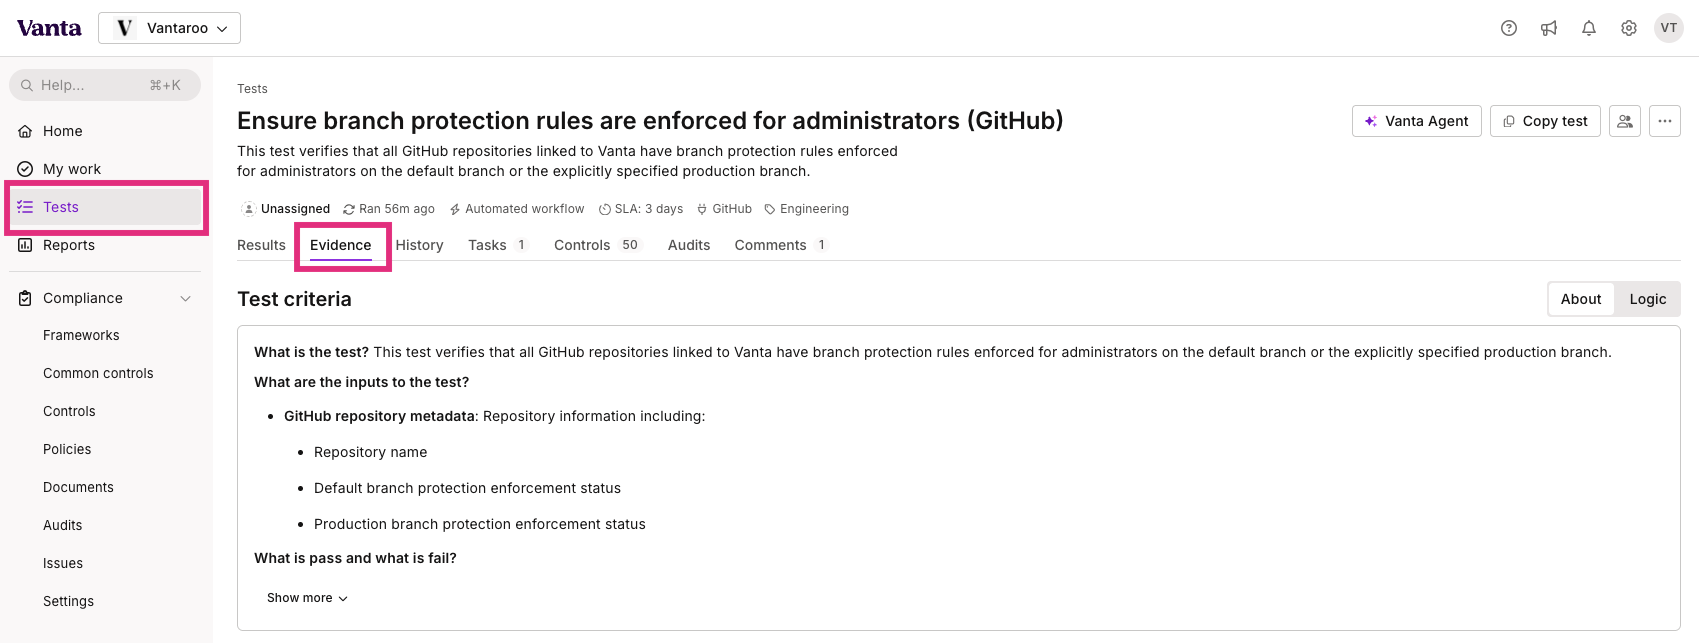 Vanta
V Vantaroo
VT
Help... ⌘+K
Home
My work
Tests
Reports
Compliance
Frameworks
Common controls
Controls
Policies
Documents
Audits
Issues
Settings
Tests
Ensure branch protection rules are enforced for administrators (GitHub)
Vanta Agent
Copy test
This test verifies that all GitHub repositories linked to Vanta have branch protection rules enforced
for administrators on the default branch or the explicitly specified production branch.
Unassigned Ran 56m ago Automated workflow SLA: 3 days GitHub Engineering
Results Evidence History Tasks 1 Controls 50 Audits Comments 1
Test criteria
About Logic
What is the test? This test verifies that all GitHub repositories linked to Vanta have branch protection rules enforced for administrators on the default branch or the explicitly specified production branch.
What are the inputs to the test?
• GitHub repository metadata: Repository information including:
• Repository name
• Default branch protection enforcement status
• Production branch protection enforcement status
What is pass and what is fail?
Show more